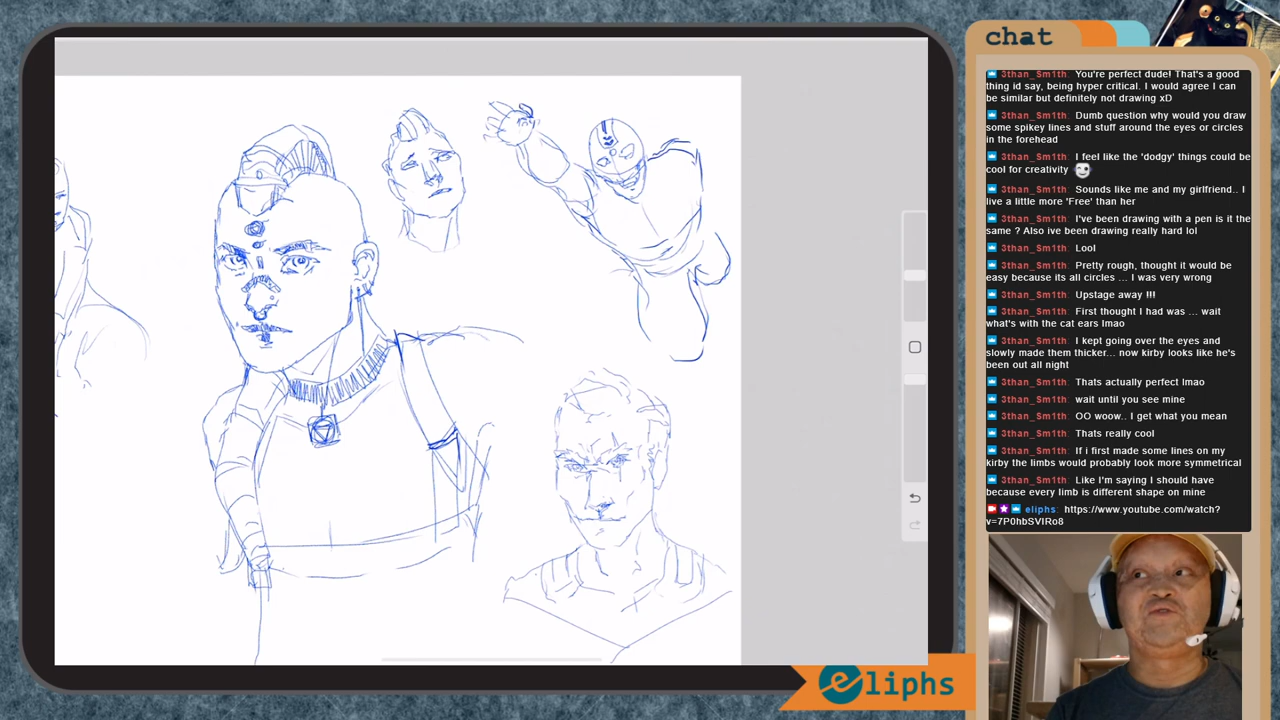 chat
3than_Sm1th: You're perfect dude! That's a good
thing id say, being hyper critical. I would agree I can
be similar but definitely not drawing xD
3than_Sm1th: Dumb question why would you draw
some spikey lines and stuff around the eyes or circles
in the forehead
3than_Sm1th: I feel like the 'dodgy' things could be
cool for creativity
3than_Sm1th: Sounds like me and my girlfriend.. I
live a little more 'Free' than her
3than_Sm1th: I've been drawing with a pen is it the
same ? Also ive been drawing really hard lol
3than_Sm1th: Lool
3than_Sm1th: Pretty rough, thought it would be
easy because its all circles ... I was very wrong
3than_Sm1th: Upstage away !!!
3than_Sm1th: First thought I had was ... wait
what's with the cat ears lmao
3than_Sm1th: I kept going over the eyes and
slowly made them thicker... now kirby looks like he's
been out all night
3than_Sm1th: Thats actually perfect lmao
3than_Sm1th: wait until you see mine
3than_Sm1th: OO woow.. I get what you mean
3than_Sm1th: Thats really cool
3than_Sm1th: If i first made some lines on my
kirby the limbs would probably look more symmetrical
3than_Sm1th: Like I'm saying I should have
because every limb is different shape on mine
eliphs: https://www.youtube.com/watch?
v=7P0hbSVIRo8
eliphs